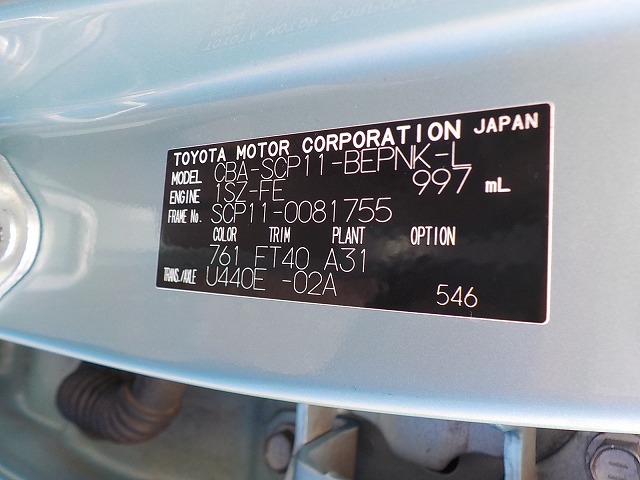 TOYOTA MOTOR CORPORATION JAPAN
MODEL CBA-SCP11-BEPNK-L
ENGINE 1SZ-FE 997 mL
FRAME No. SCP11-0081755
COLOR TRIM PLANT OPTION
761 FT40 A31
TRANS./AXLE U440E -02A
546